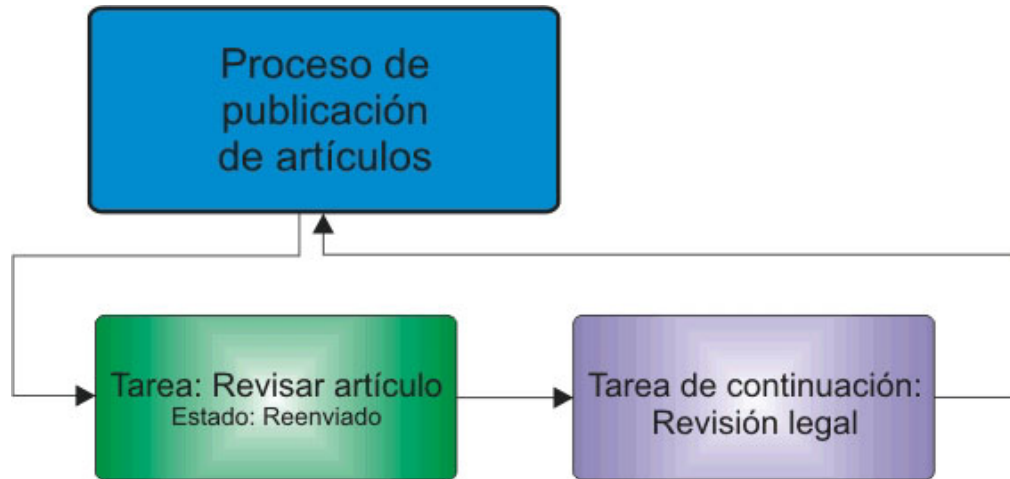 Proceso de
publicación
de artículos
Tarea: Revisar artículo
Estado: Reenviado
Tarea de continuación:
Revisión legal